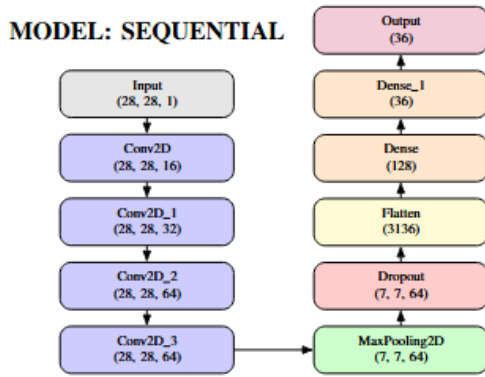 MODEL: SEQUENTIAL
Input
(28, 28, 1)
Conv2D
(28, 28, 16)
Conv2D_1
(28, 28, 32)
Conv2D_2
(28, 28, 64)
Conv2D_3
(28, 28, 64)
MaxPooling2D
(7, 7, 64)
Dropout
(7, 7, 64)
Flatten
(3136)
Dense
(128)
Dense_1
(36)
Output
(36)